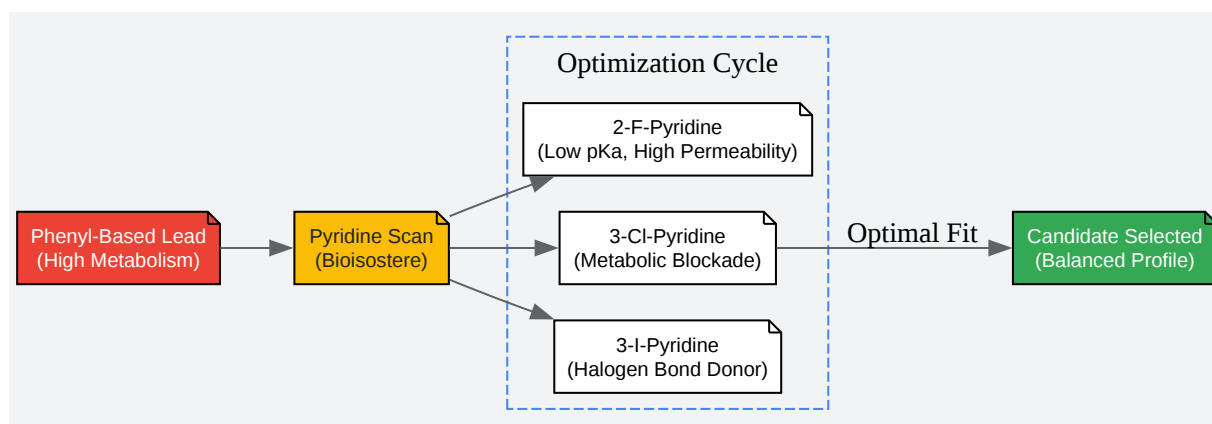 Optimization Cycle
Phenyl-Based Lead
(High Metabolism)
Pyridine Scan
(Bioisostere)
2-F-Pyridine
(Low pKa, High Permeability)
3-Cl-Pyridine
(Metabolic Blockade)
3-I-Pyridine
(Halogen Bond Donor)
Optimal Fit
Candidate Selected
(Balanced Profile)